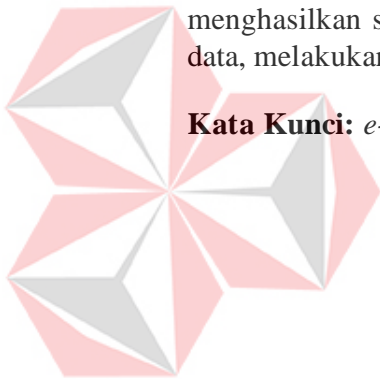 menghasilkan s
data, melakukan
Kata Kunci: e-